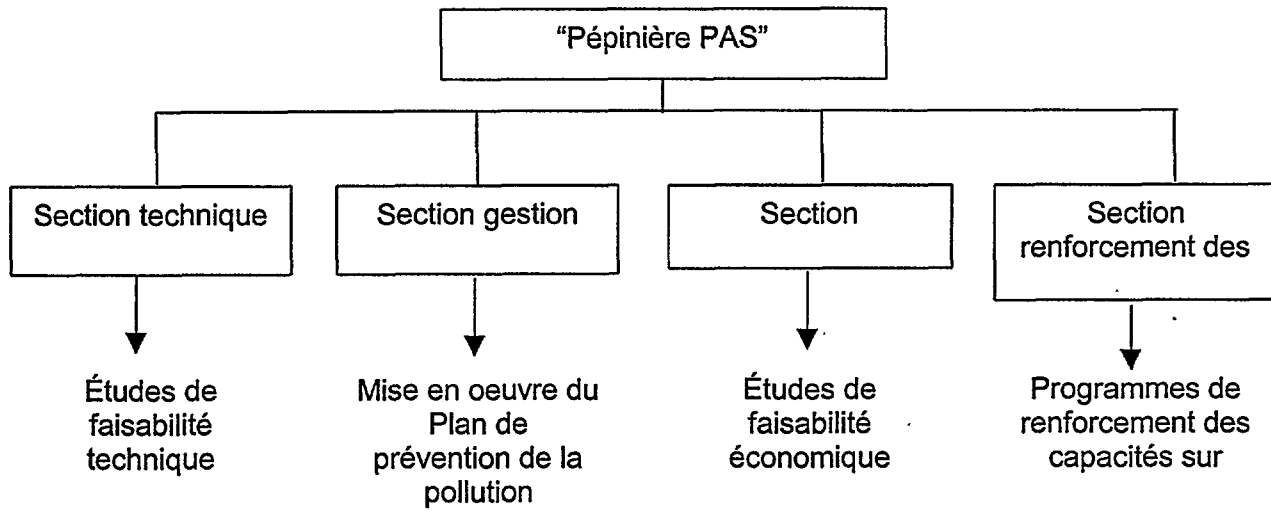 “Pépinière PAS”
Section technique
Section gestion
Section
Section
renforcement des
Études de
faisabilité
technique
Mise en oeuvre du
Plan de
prévention de la
pollution
Études de
faisabilité
économique
Programmes de
renforcement des
capacités sur